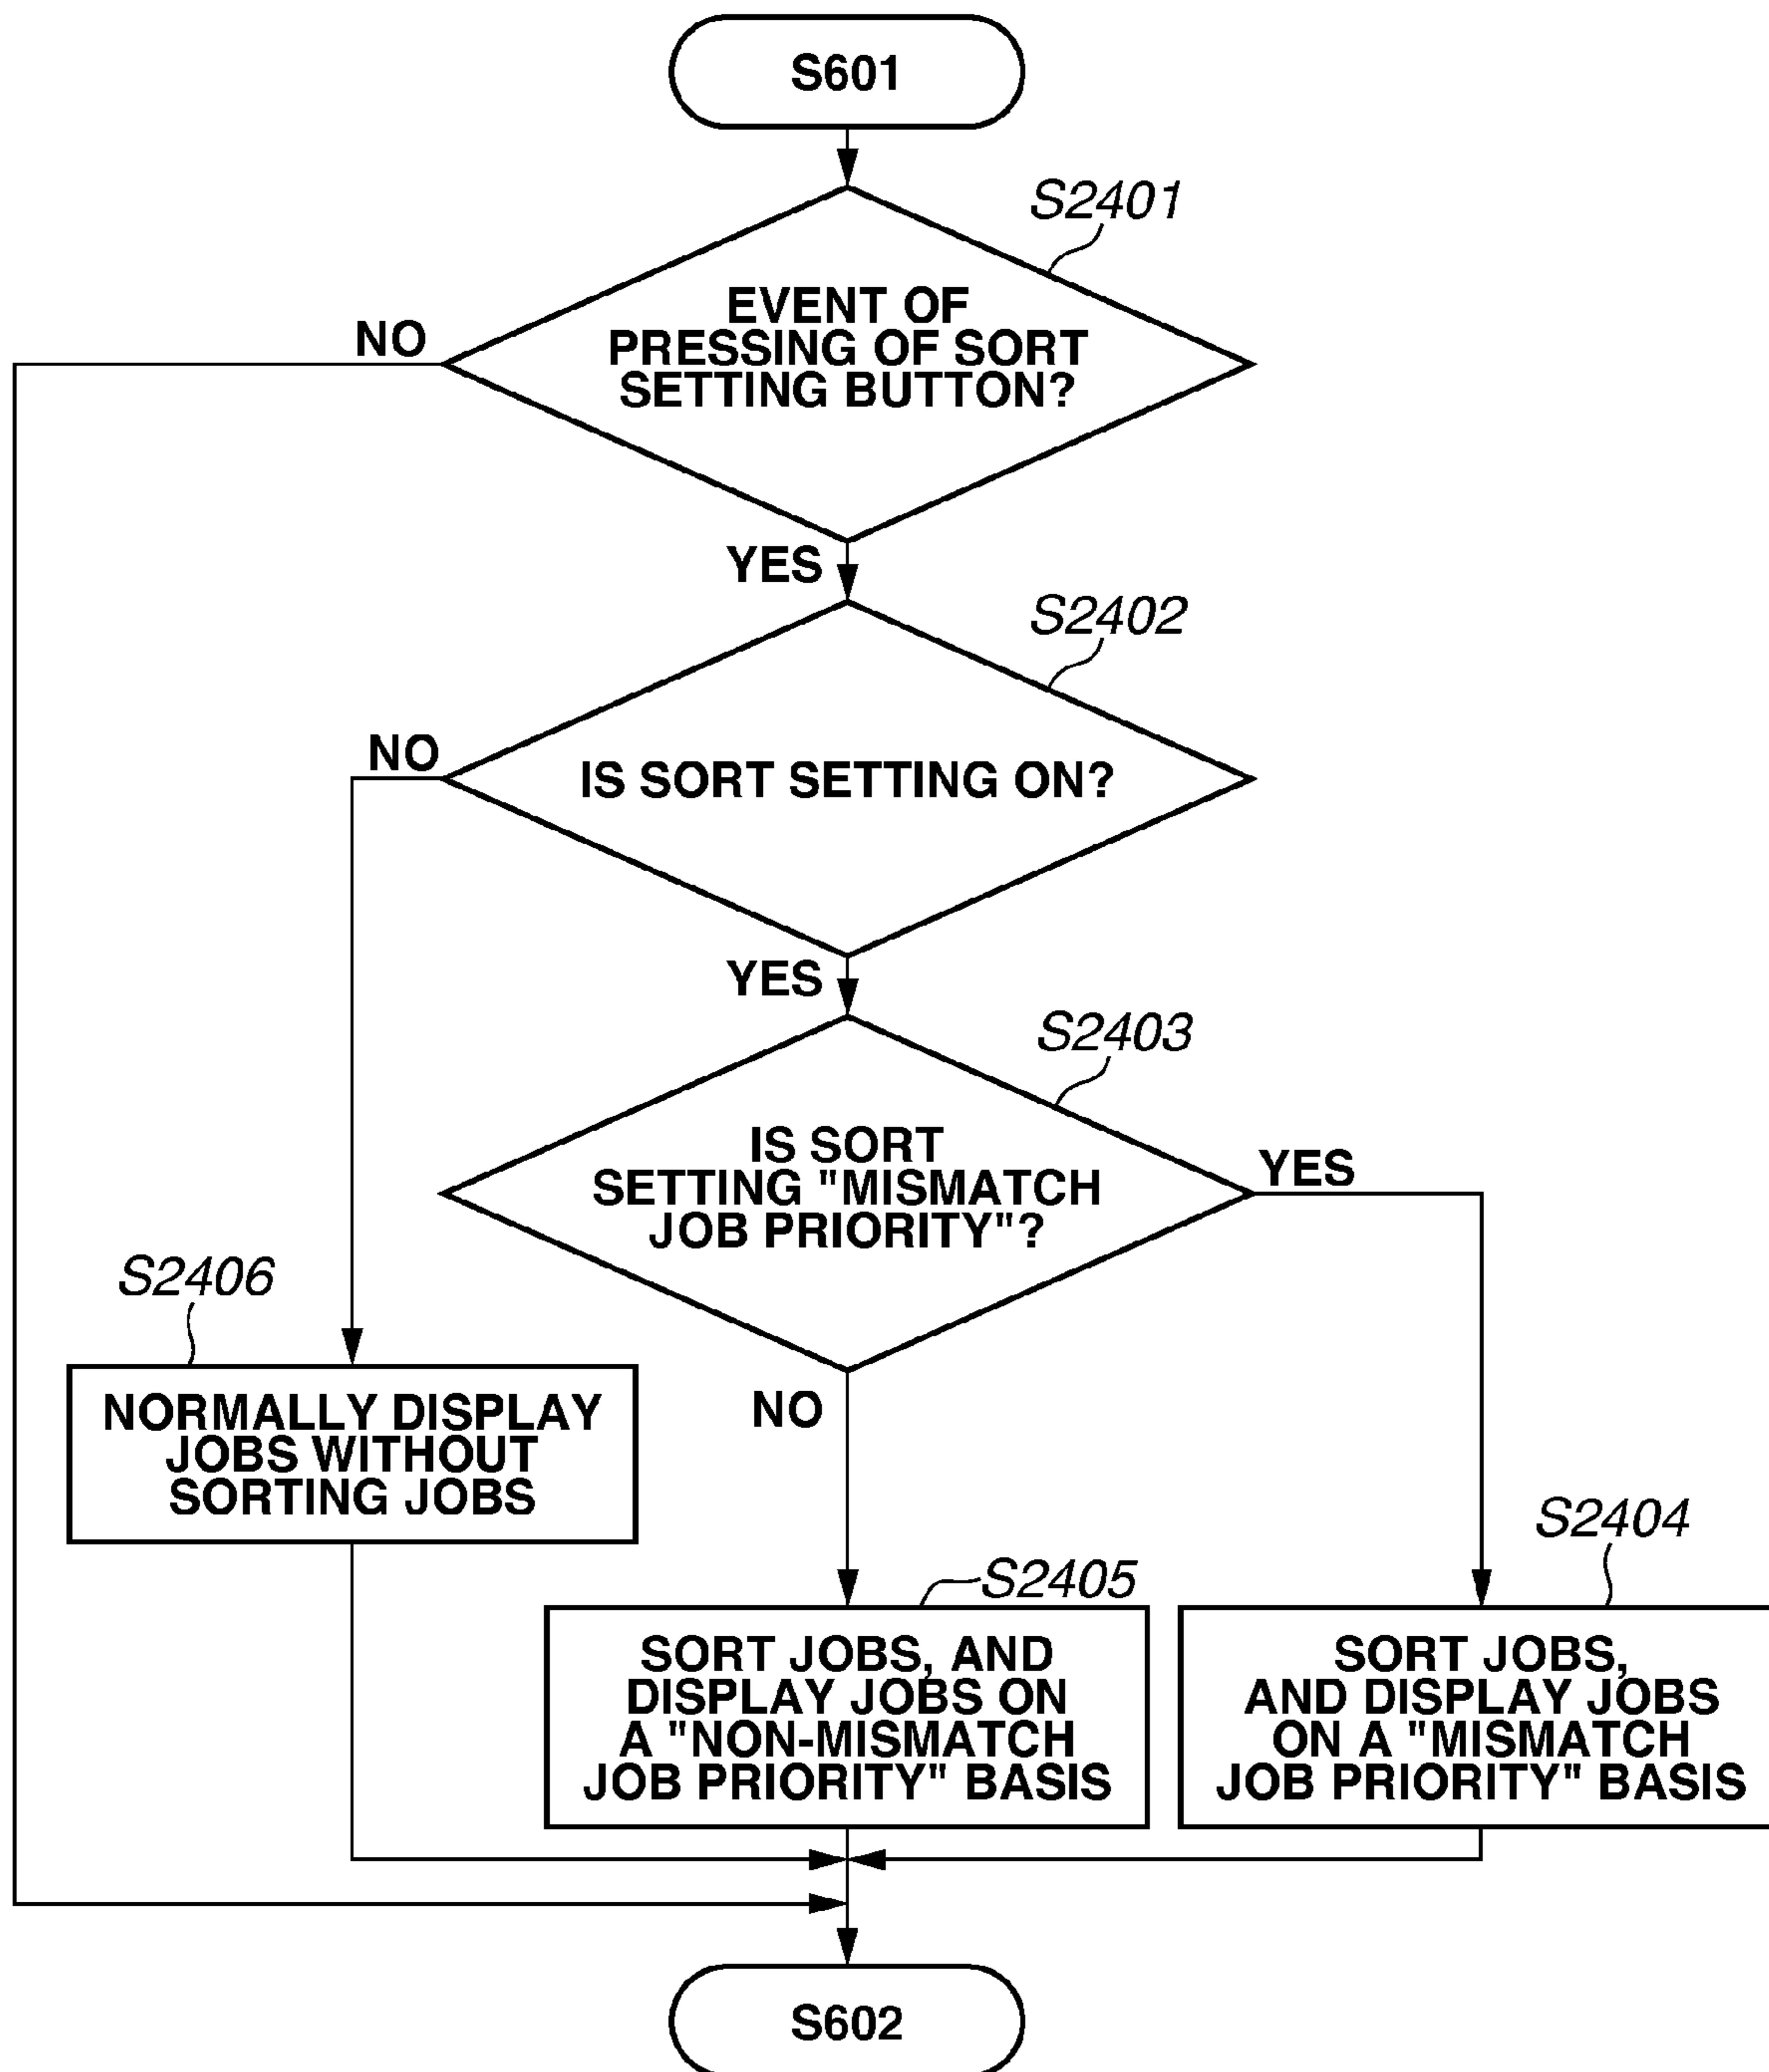 S601
S2401
EVENT OF
PRESSING OF SORT
SETTING BUTTON?
NO
YES
S2402
IS SORT SETTING ON?
NO
YES
S2403
IS SORT
SETTING "MISMATCH
JOB PRIORITY"?
YES
NO
S2406
NORMALLY DISPLAY
JOBS WITHOUT
SORTING JOBS
S2405
SORT JOBS, AND
DISPLAY JOBS ON
A "NON-MISMATCH
JOB PRIORITY" BASIS
S2404
SORT JOBS,
AND DISPLAY JOBS
ON A "MISMATCH
JOB PRIORITY" BASIS
S602